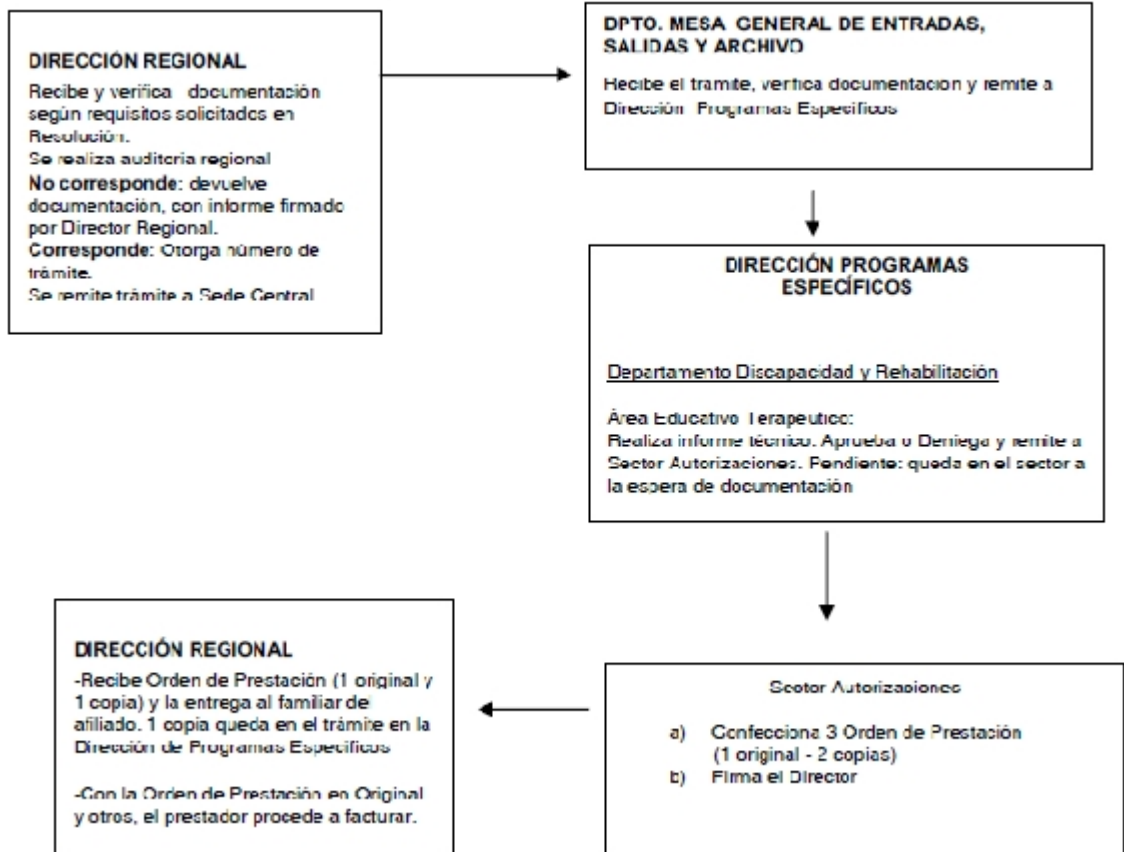 DIRECCIÓN REGIONAL
Recibe y verifica documentación
según requisitos solicitados en
Resolución.
Se realiza auditoria regional
No corresponde: devuelve
documentación, con informe firmado
por Director Regional.
Corresponde: Otorga número de
trámite.
Se remite trámite a Sede Central
DPTO. MESA GENERAL DE ENTRADAS,
SALIDAS Y ARCHIVO
Recibe el tramite, verifica documentacion y remite a
Dirección Programas Especificos
DIRECCIÓN PROGRAMAS
ESPECÍFICOS
Departamento Discapacidad y Rehabilitación
Área Educativo Terapeutico:
Realiza informe técnico. Aprueba o Deniega y remite a
Sector Autorizaciones. Pendiente: queda en el sector a
la espera de documentación
Sector Autorizaciones
a) Confecciona 3 Orden de Prestación
(1 original - 2 copias)
b) Firma el Director
DIRECCIÓN REGIONAL
-Recibe Orden de Prestación (1 original y
1 copia) y la entrega al familiar del
afiliado. 1 copia queda en el trámite en la
Dirección de Programas Específicos
-Con la Orden de Prestación en Original
y otros, el prestador procede a facturar.